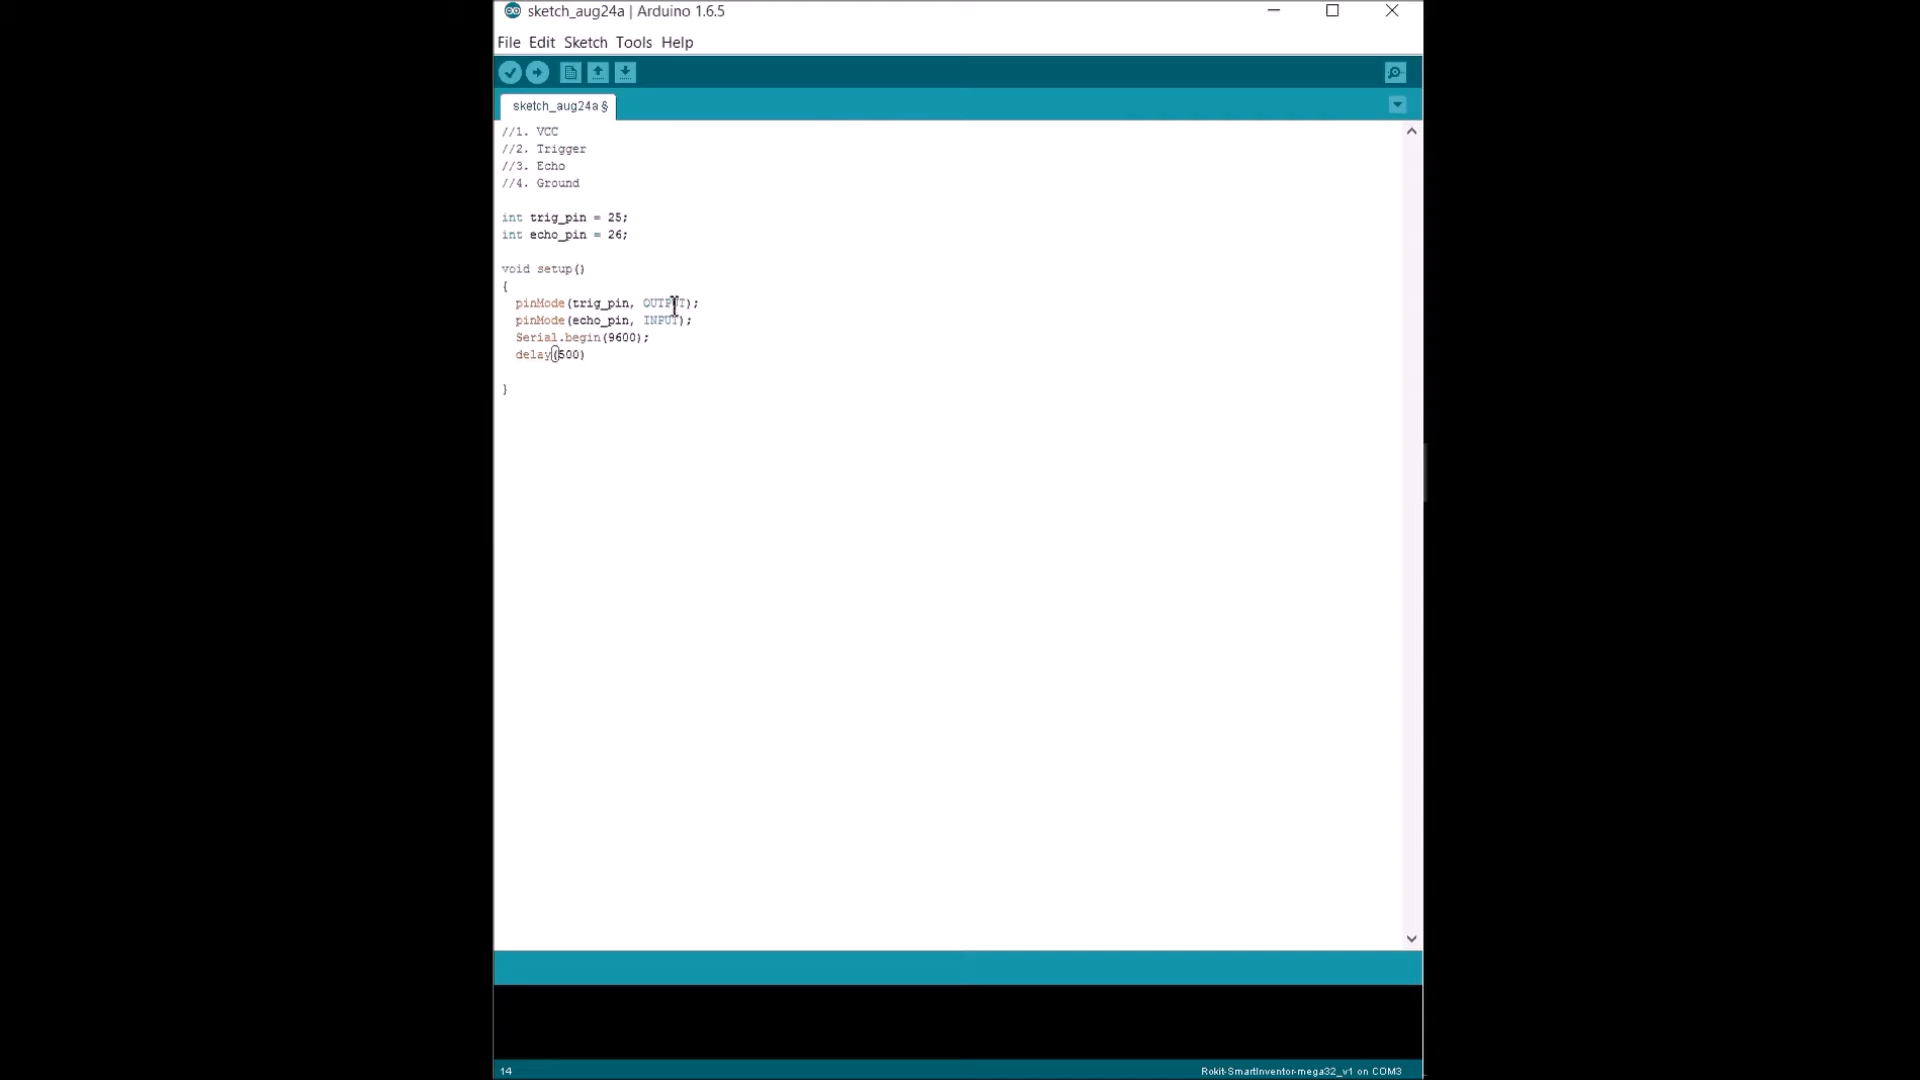 sketch_aug24a | Arduino 1.6.5
File Edit Sketch Tools Help
sketch_aug24a §
//1. VCC
//2. Trigger
//3. Echo
//4. Ground
int trig_pin = 25;
int echo_pin = 26;
void setup()
{
pinMode(trig_pin, OUTPUT);
pinMode(echo_pin, INPUT);
Serial.begin(9600);
delay(500)
}
14
Rokit-SmartInventor-mega32_v1 on COM3